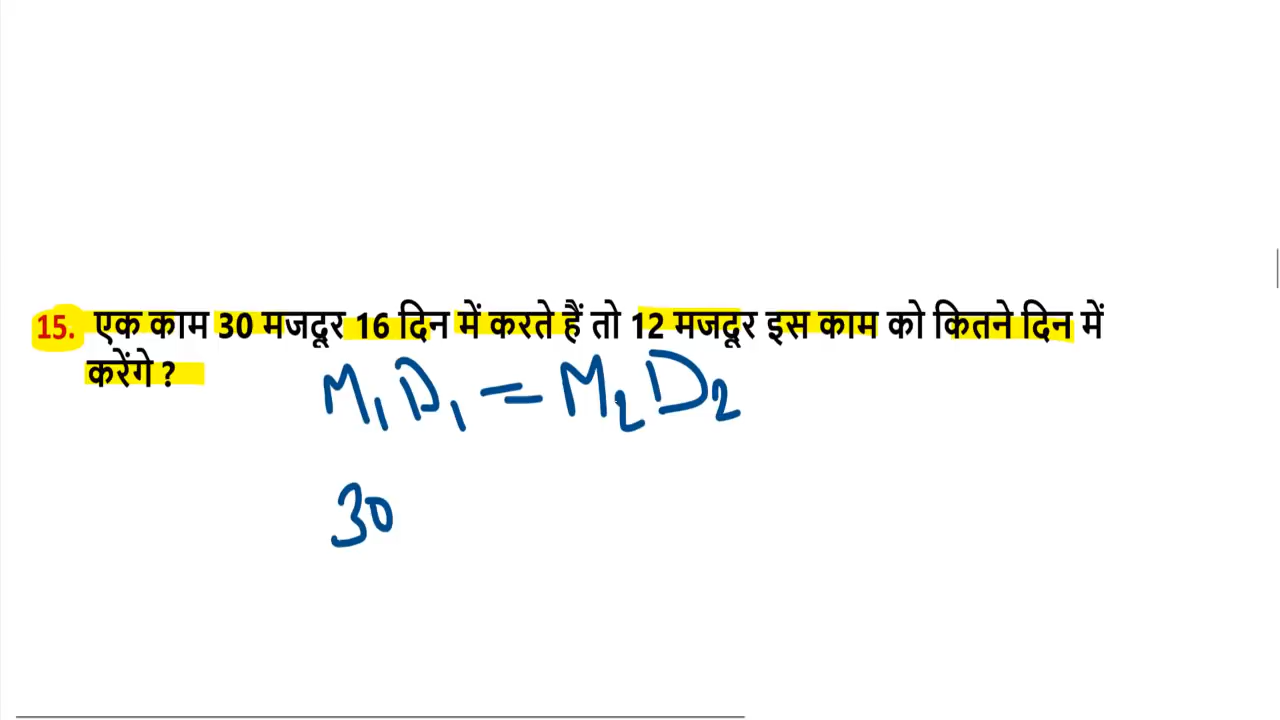 15. एक काम 30 मजदूर 16 दिन में करते हैं तो 12 मजदूर इस काम को कितने दिन में
करेंगे ?
M₁D₁ = M₂D₂
30